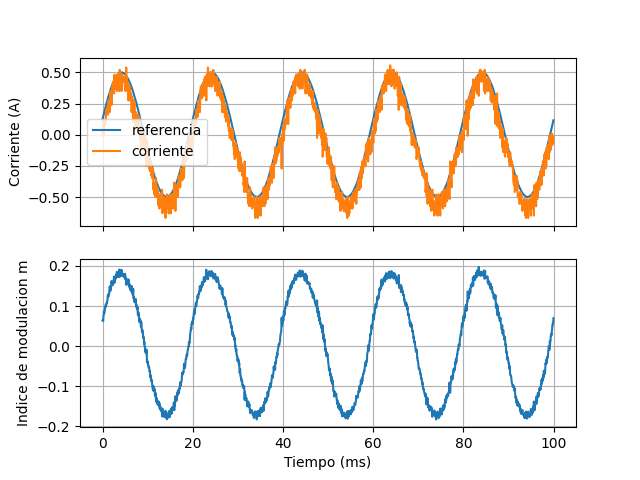 Corriente (A)
0.50
0.25
0.00
−0.25
−0.50
referencia
corriente
Indice de modulacion m
0.2
0.1
0.0
−0.1
−0.2
0 20 40 60 80 100
Tiempo (ms)